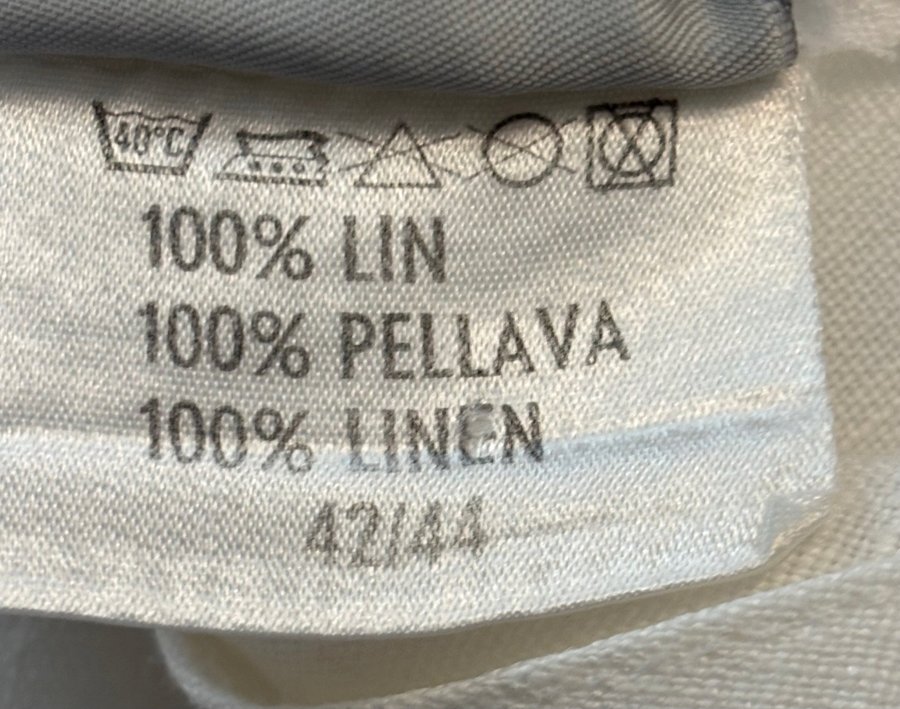 40°C
100% LIN
100% PELLAVA
100% LINEN
42/44